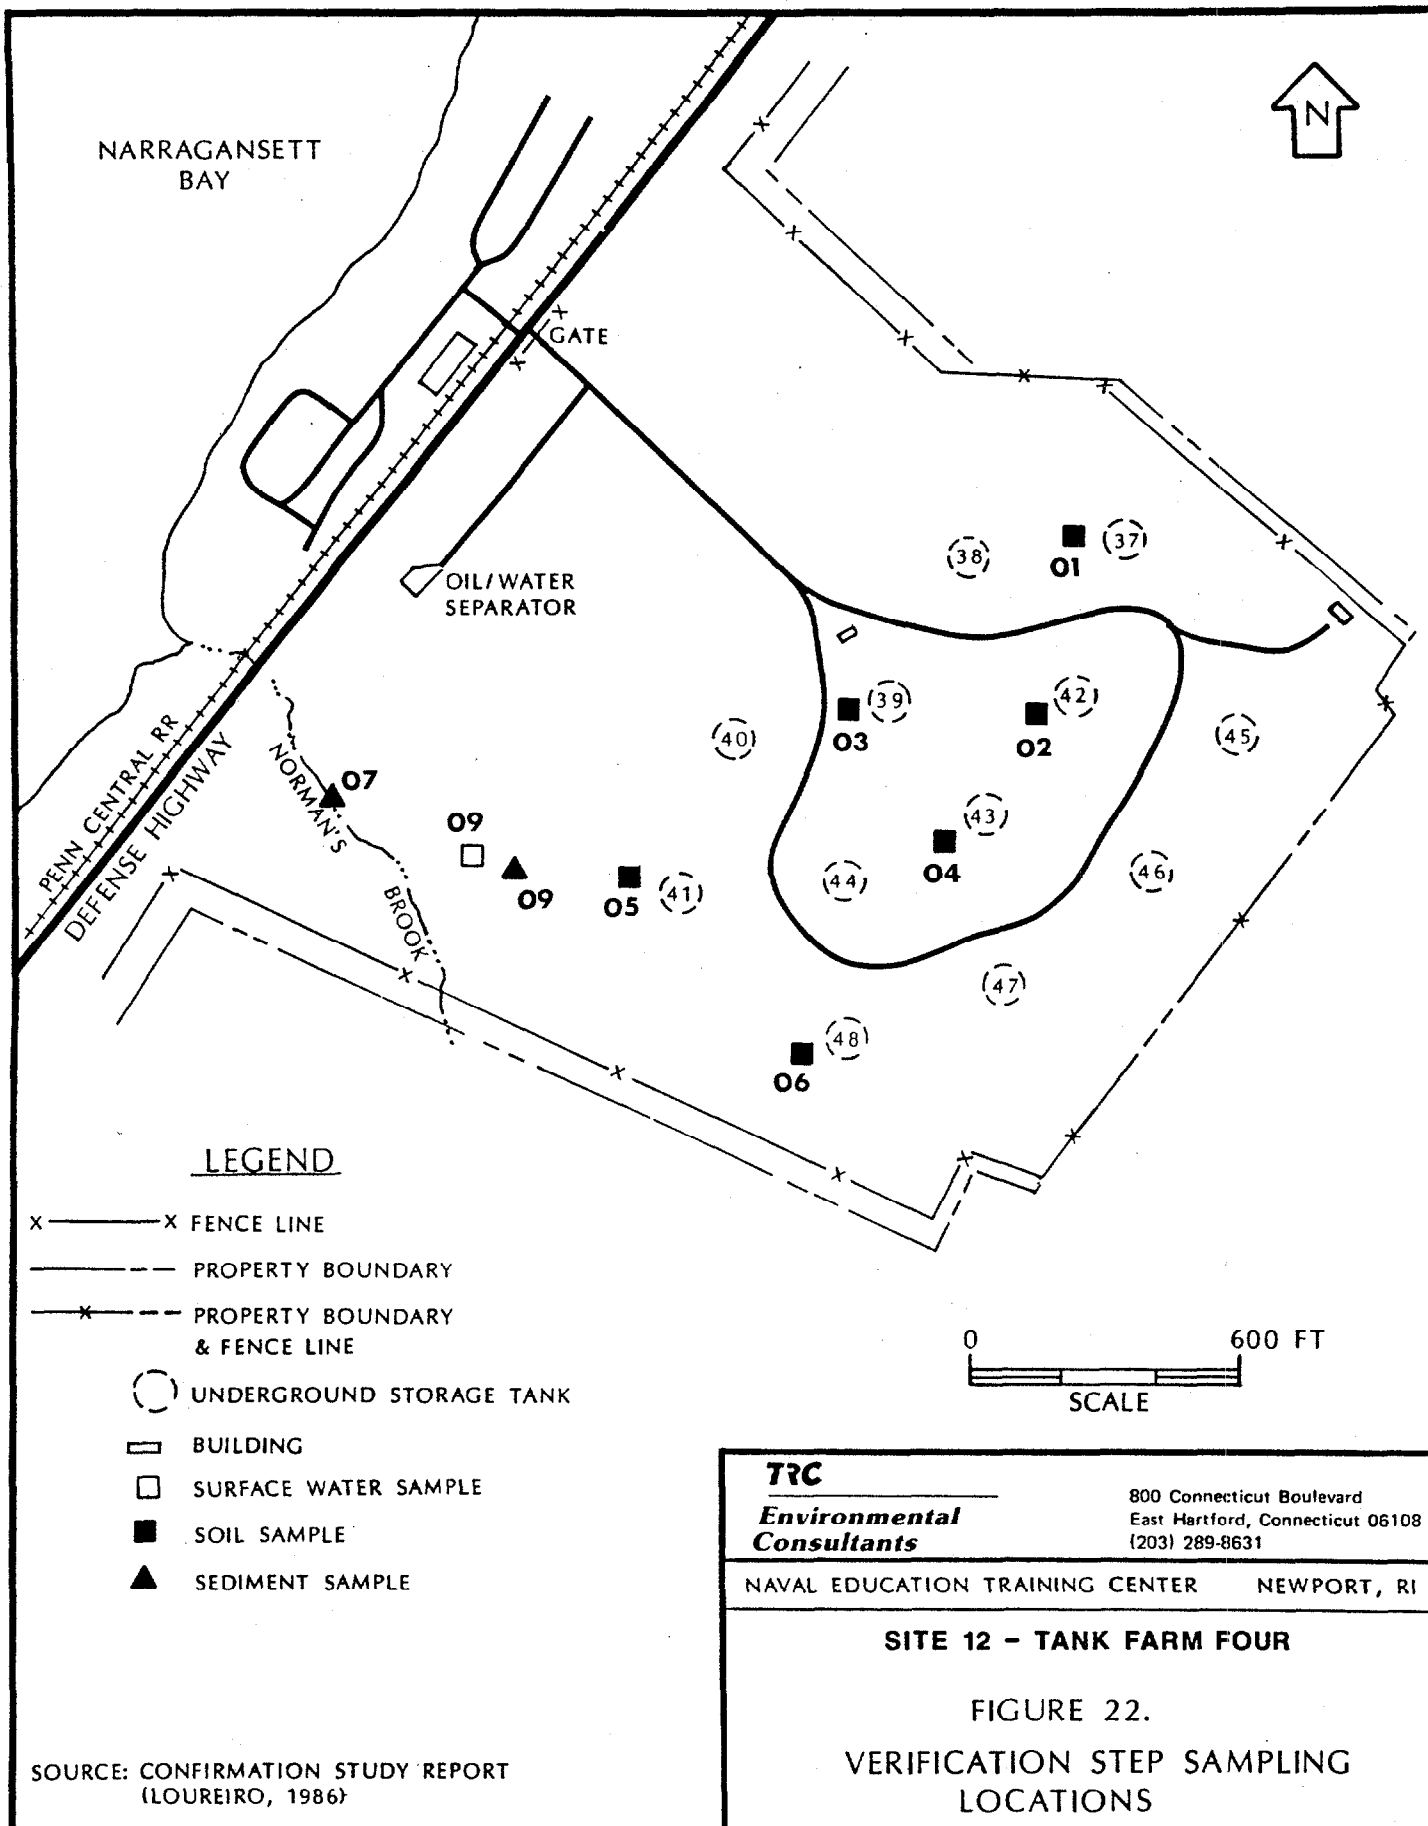 NARRAGANSETT
BAY
N
GATE
OIL/WATER
SEPARATOR
38
01
37
39
03
42
02
40
45
PENN CENTRAL RR
DEFENSE HIGHWAY
NORMAN'S
BROOK
07
09
09
05
41
43
04
44
46
47
48
06
LEGEND
X X FENCE LINE
PROPERTY BOUNDARY
X PROPERTY BOUNDARY
& FENCE LINE
UNDERGROUND STORAGE TANK
BUILDING
SURFACE WATER SAMPLE
SOIL SAMPLE
SEDIMENT SAMPLE
0 600 FT
SCALE
TRC
Environmental
Consultants
800 Connecticut Boulevard
East Hartford, Connecticut 06108
(203) 289-8631
NAVAL EDUCATION TRAINING CENTER NEWPORT, RI
SITE 12 - TANK FARM FOUR
FIGURE 22.
VERIFICATION STEP SAMPLING
LOCATIONS
SOURCE: CONFIRMATION STUDY REPORT
(LOUREIRO, 1986)